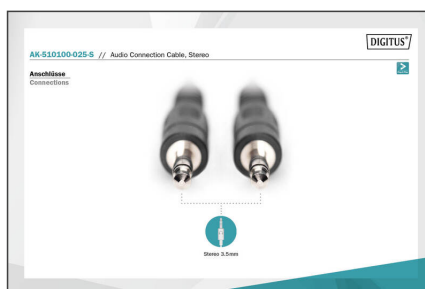 DIGITUS®
AK-510100-025-S // Audio Connection Cable, Stereo
Anschlüsse
Connections
Stereo 3.5mm